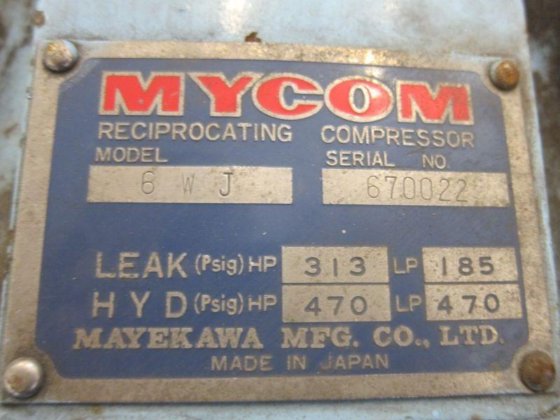 MYCOM
RECIPROCATING COMPRESSOR
MODEL SERIAL NO.
6 W J 670022
LEAK (Psig) HP 313 LP 185
HYD (Psig) HP 470 LP 470
MAYEKAWA MFG. CO., LTD.
MADE IN JAPAN